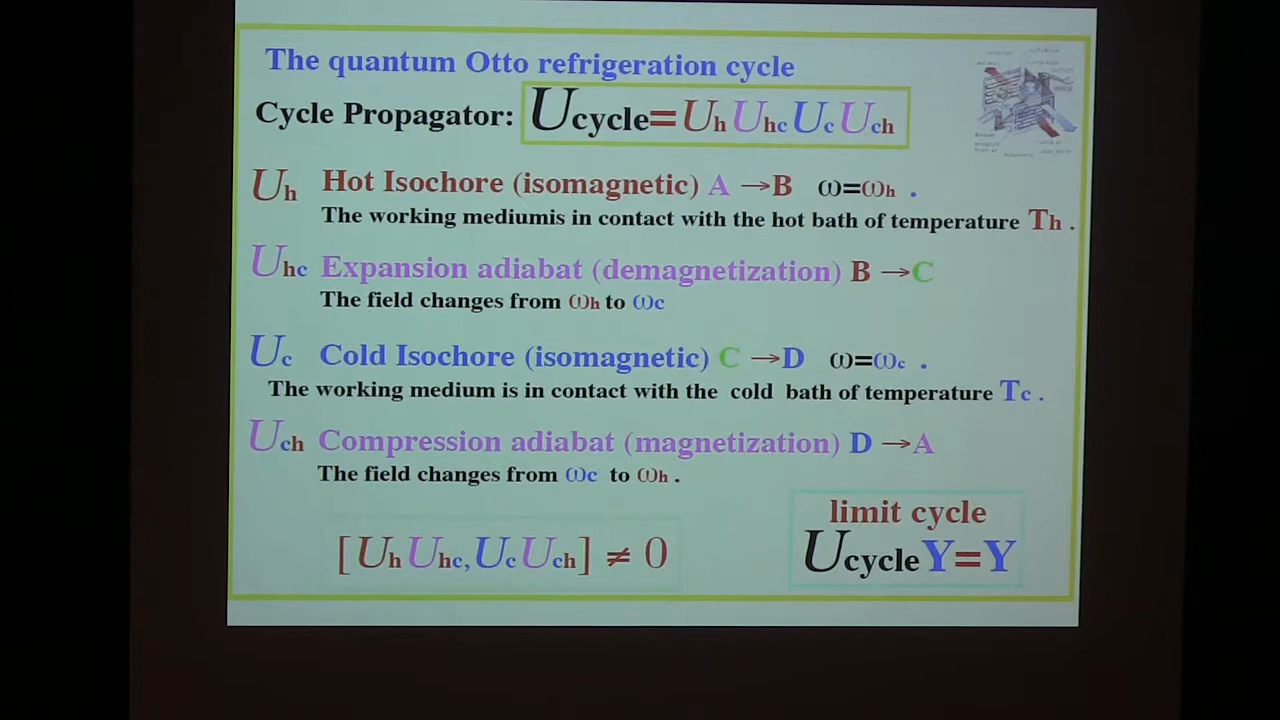 The quantum Otto refrigeration cycle
Cycle Propagator: Ucycle=UhUhcUcUch
Uh Hot Isochore (isomagnetic) A →B ω=ωh .
The working mediumis in contact with the hot bath of temperature Th .
Uhc Expansion adiabat (demagnetization) B →C
The field changes from ωh to ωc
Uc Cold Isochore (isomagnetic) C →D ω=ωc .
The working medium is in contact with the cold bath of temperature Tc .
Uch Compression adiabat (magnetization) D →A
The field changes from ωc to ωh .
[UhUhc,UcUch] ≠ 0
limit cycle
UcycleY=Y